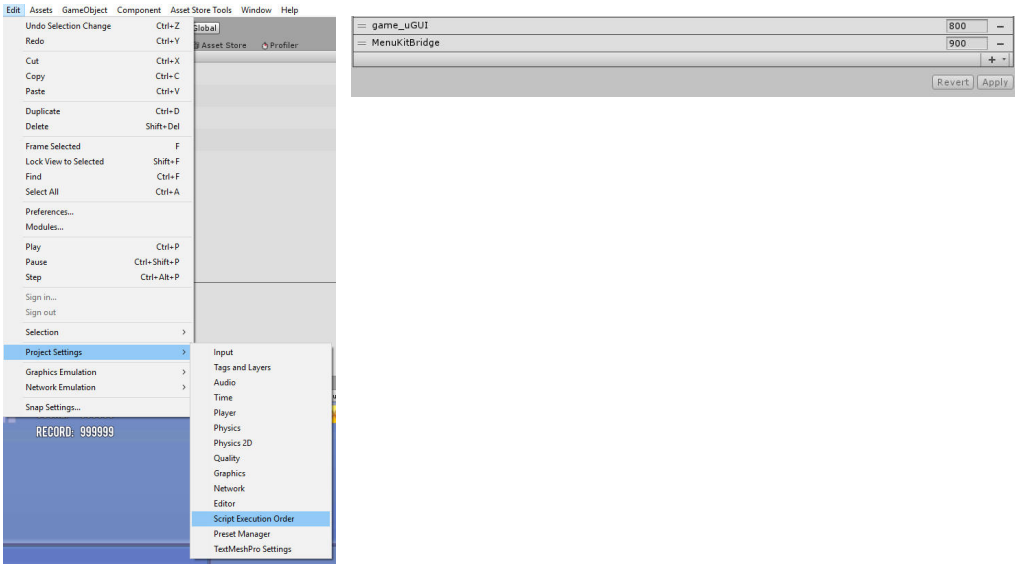 Edit Assets GameObject Component Asset Store Tools Window Help
Undo Selection Change Ctrl+Z
Redo Ctrl+Y
Cut Ctrl+X
Copy Ctrl+C
Paste Ctrl+V
Duplicate Ctrl+D
Delete Shift+Del
Frame Selected F
Lock View to Selected Shift+F
Find Ctrl+F
Select All Ctrl+A
Preferences...
Modules...
Play Ctrl+P
Pause Ctrl+Shift+P
Step Ctrl+Alt+P
Sign in...
Sign out
Selection
Project Settings
Graphics Emulation
Network Emulation
Snap Settings...
Global
Asset Store Profiler
Input
Tags and Layers
Audio
Time
Player
Physics
Physics 2D
Quality
Graphics
Network
Editor
Script Execution Order
Preset Manager
TextMeshPro Settings
RECORD: 999999
game_uGUI 800
MenuKitBridge 900
Revert Apply